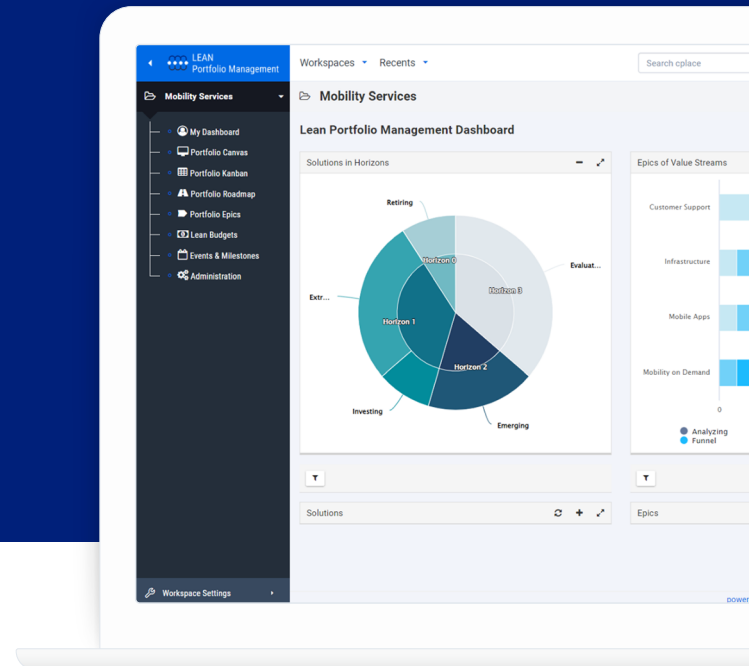 LEAN
Portfolio Management
Workspaces
Recents
Search cplace
Mobility Services
Mobility Services
My Dashboard
Portfolio Canvas
Portfolio Kanban
Portfolio Roadmap
Portfolio Epics
Lean Budgets
Events & Milestones
Administration
Workspace Settings
Lean Portfolio Management Dashboard
Solutions in Horizons
Retiring
Horizon 0
Evaluat...
Horizon 3
Extr...
Horizon 1
Horizon 2
Investing
Emerging
Solutions
Epics of Value Streams
Customer Support
Infrastructure
Mobile Apps
Mobility on Demand
0
Analyzing
Funnel
Epics
power